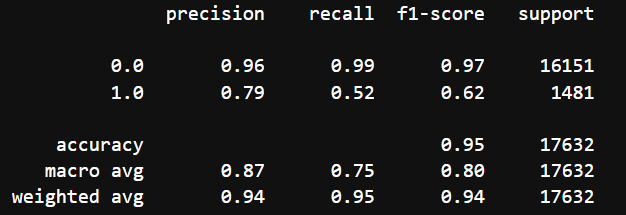 precision recall f1-score support
0.0 0.96 0.99 0.97 16151
1.0 0.79 0.52 0.62 1481
accuracy 0.95 17632
macro avg 0.87 0.75 0.80 17632
weighted avg 0.94 0.95 0.94 17632